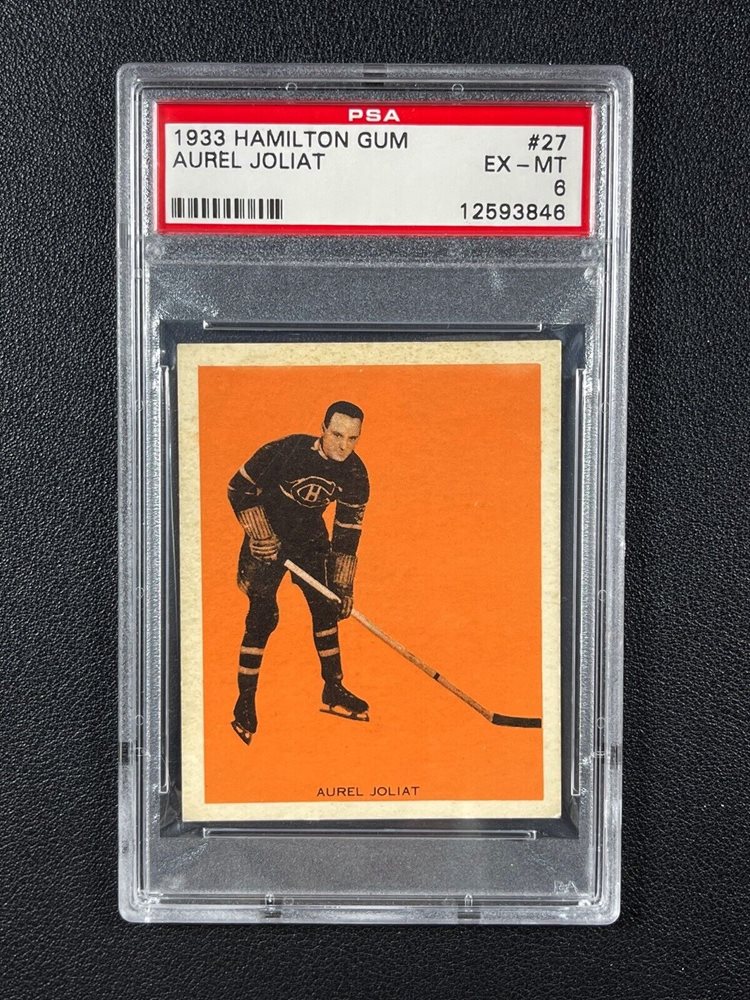 PSA
1933 HAMILTON GUM #27
AUREL JOLIAT EX - MT
6
12593846
H
AUREL JOLIAT